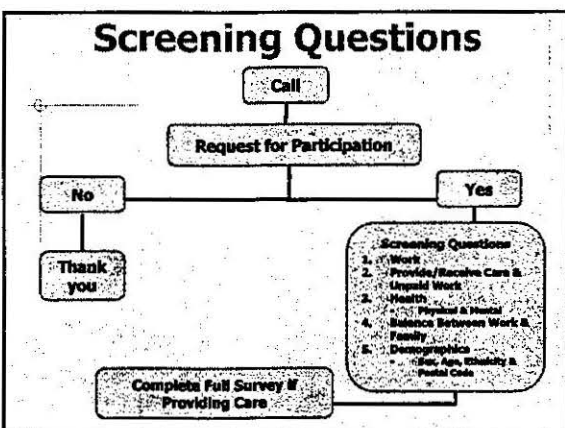 Screening Questions
Call
Request for Participation
No
Yes
Thank
you
Screening Questions
1. Work
2. Provide/Receive Care &
Unpaid Work
3. Health
Physical & Mental
4. Balance Between Work &
Family
5. Demographics
Sex, Age, Ethnicity &
Postal Code
Complete Full Survey if
Providing Care